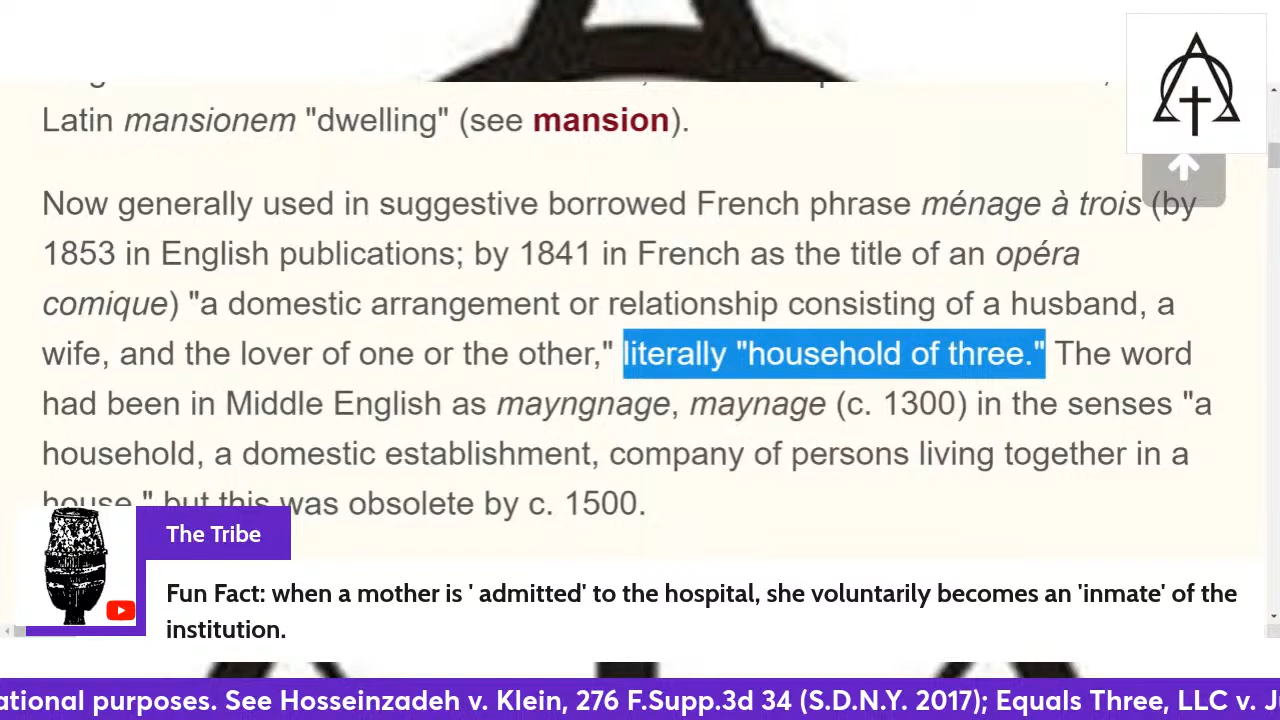 Latin mansionem "dwelling" (see mansion).
Now generally used in suggestive borrowed French phrase ménage à trois (by
1853 in English publications; by 1841 in French as the title of an opéra
comique) "a domestic arrangement or relationship consisting of a husband, a
wife, and the lover of one or the other," literally "household of three." The word
had been in Middle English as mayngnage, maynage (c. 1300) in the senses "a
household, a domestic establishment, company of persons living together in a
house," but this was obsolete by c. 1500.
The Tribe
Fun Fact: when a mother is ' admitted' to the hospital, she voluntarily becomes an 'inmate' of the
institution.
ational purposes. See Hosseinzadeh v. Klein, 276 F.Supp.3d 34 (S.D.N.Y. 2017); Equals Three, LLC v. J